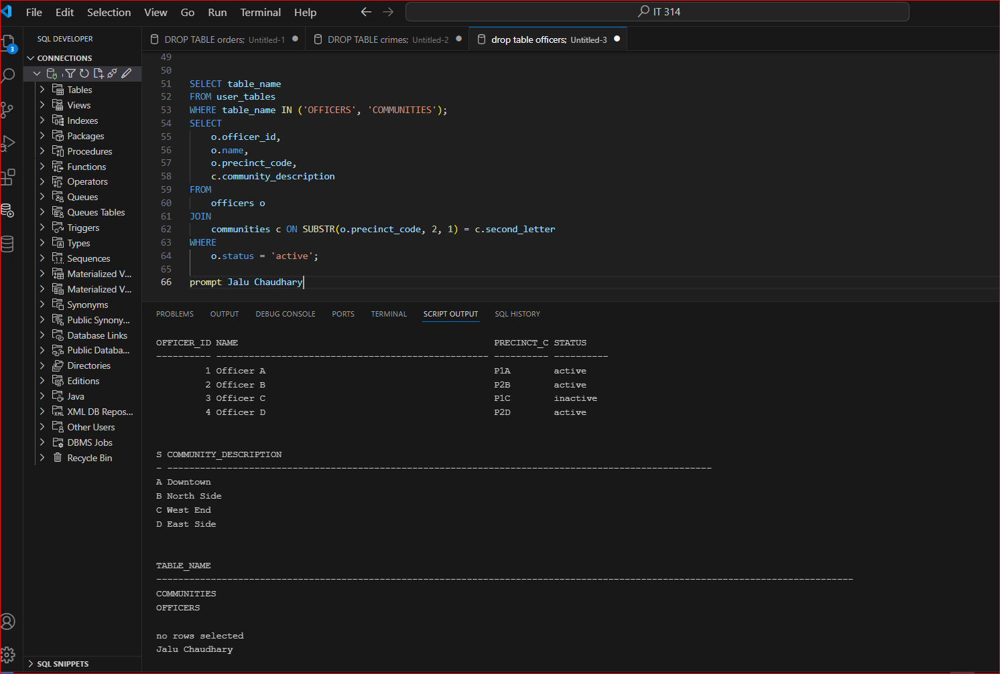 File Edit Selection View Go Run Terminal Help
IT 314
3
SQL DEVELOPER
CONNECTIONS
Tables
Views
Indexes
Packages
Procedures
Functions
Operators
Queues
Queues Tables
Triggers
Types
Sequences
Materialized V...
Materialized V...
Synonyms
Public Synony...
Database Links
Public Databa...
Directories
Editions
Java
XML DB Repos...
Other Users
DBMS Jobs
Recycle Bin
SQL SNIPPETS
DROP TABLE orders; Untitled-1
DROP TABLE crimes; Untitled-2
drop table officers; Untitled-3
49
50
51 SELECT table_name
52 FROM user_tables
53 WHERE table_name IN ('OFFICERS', 'COMMUNITIES');
54 SELECT
55 o.officer_id,
56 o.name,
57 o.precinct_code,
58 c.community_description
59 FROM
60 officers o
61 JOIN
62 communities c ON SUBSTR(o.precinct_code, 2, 1) = c.second_letter
63 WHERE
64 o.status = 'active';
65
66 prompt Jalu Chaudhary
PROBLEMS OUTPUT DEBUG CONSOLE PORTS TERMINAL SCRIPT OUTPUT SQL HISTORY
OFFICER_ID NAME PRECINCT_C STATUS
---------- -------------------------------------------------- ---------- ----------
1 Officer A P1A active
2 Officer B P2B active
3 Officer C P1C inactive
4 Officer D P2D active
S COMMUNITY_DESCRIPTION
- ----------------------------------------------------------------------------------------------------
A Downtown
B North Side
C West End
D East Side
TABLE_NAME
--------------------------------------------------------------------------------------------------------------------------------
COMMUNITIES
OFFICERS
no rows selected
Jalu Chaudhary